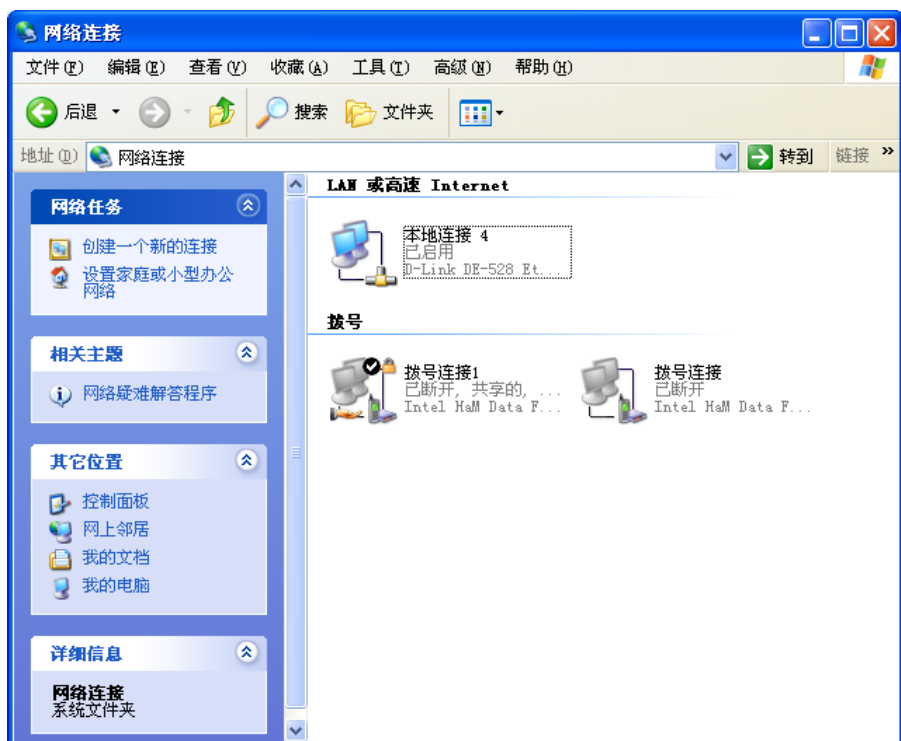 网络连接
文件(F) 编辑(E) 查看(V) 收藏(A) 工具(T) 高级(N) 帮助(H)
后退 搜索 文件夹
地址(D) 网络连接 转到 链接 »
网络任务
创建一个新的连接
设置家庭或小型办公
网络
相关主题
网络疑难解答程序
其它位置
控制面板
网上邻居
我的文档
我的电脑
详细信息
网络连接
系统文件夹
LAN 或高速 Internet
本地连接 4
已启用
D-Link DE-528 Et...
拨号
拨号连接1
已断开, 共享的, ...
Intel HaM Data F...
拨号连接
已断开
Intel HaM Data F...